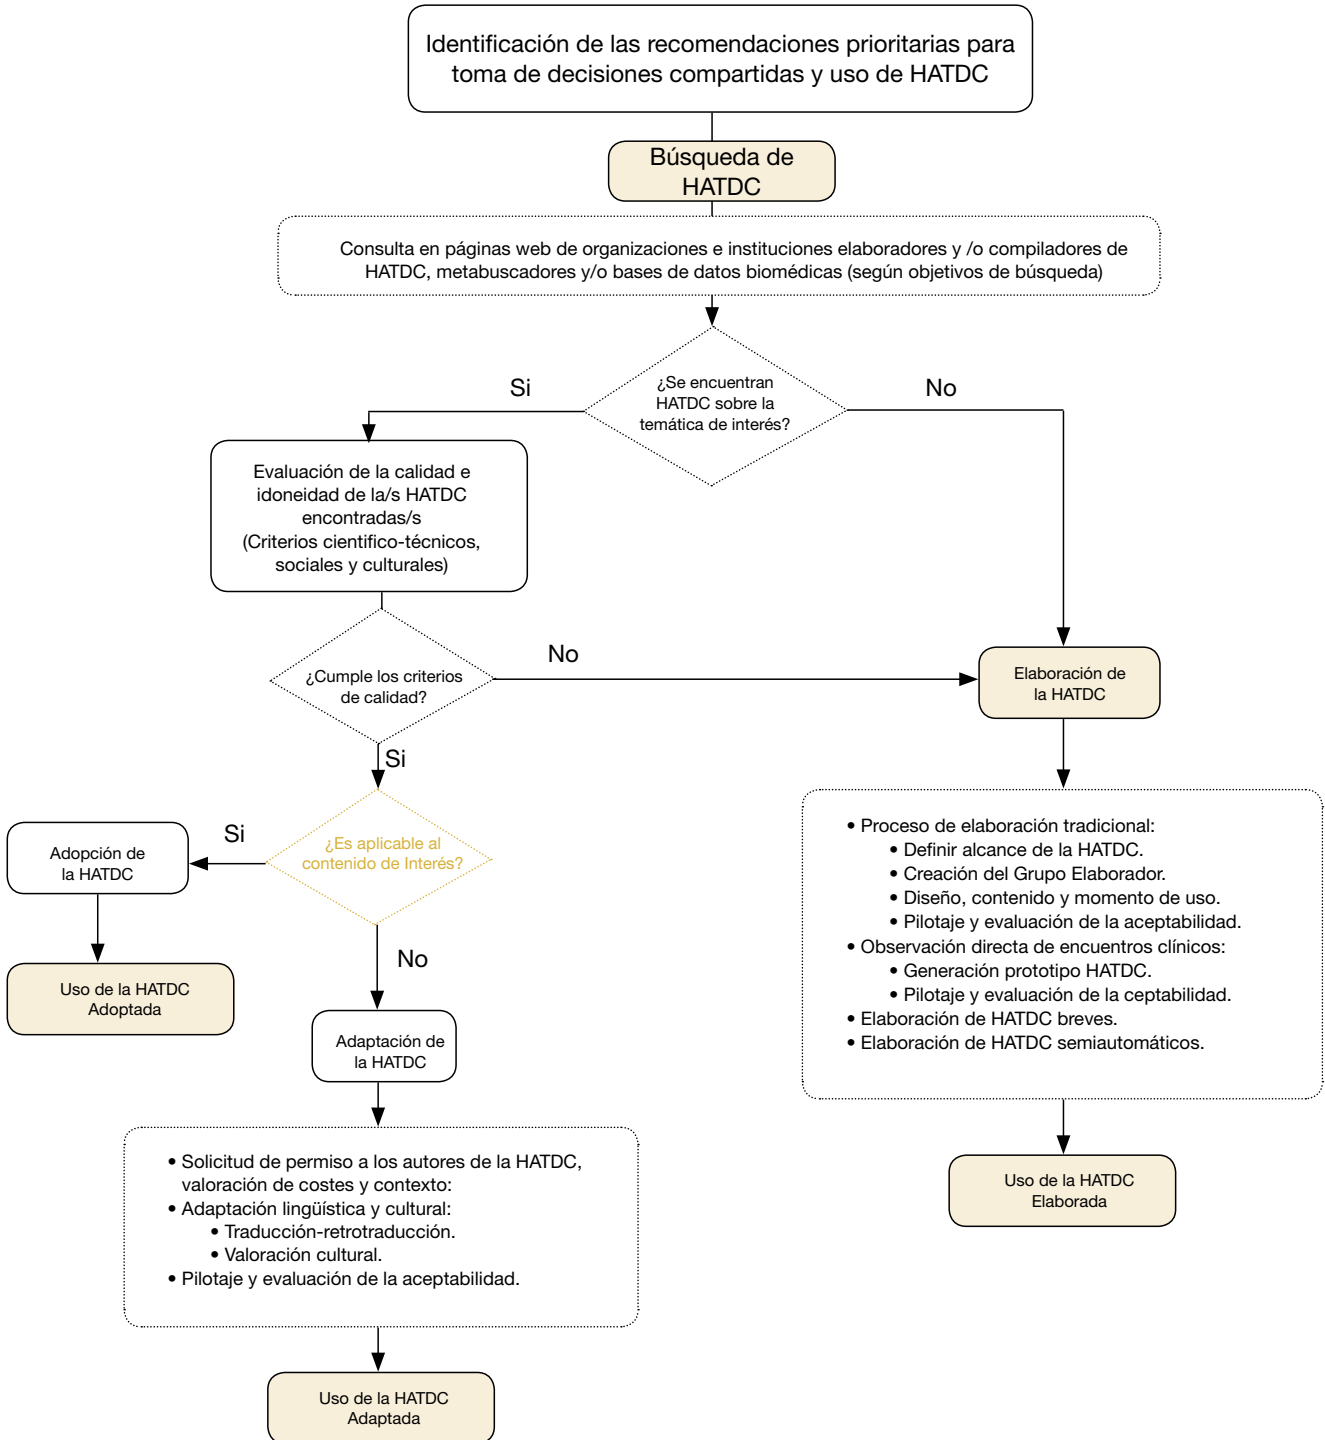 Identificación de las recomendaciones prioritarias para
toma de decisiones compartidas y uso de HATDC
Búsqueda de
HATDC
Consulta en páginas web de organizaciones e instituciones elaboradores y /o compiladores de
HATDC, metabuscadores y/o bases de datos biomédicas (según objetivos de búsqueda)
¿Se encuentran
HATDC sobre la
temática de interés?
Si
No
Evaluación de la calidad e
idoneidad de la/s HATDC
encontradas/s
(Criterios cientifico-técnicos,
sociales y culturales)
¿Cumple los criterios
de calidad?
No
Si
Elaboración de
la HATDC
¿Es aplicable al
contenido de Interés?
Si
No
Adopción de
la HATDC
Uso de la HATDC
Adoptada
Adaptación de
la HATDC
• Solicitud de permiso a los autores de la HATDC,
valoración de costes y contexto:
• Adaptación lingüística y cultural:
• Traducción-retrotraducción.
• Valoración cultural.
• Pilotaje y evaluación de la aceptabilidad.
Uso de la HATDC
Adaptada
• Proceso de elaboración tradicional:
• Definir alcance de la HATDC.
• Creación del Grupo Elaborador.
• Diseño, contenido y momento de uso.
• Pilotaje y evaluación de la aceptabilidad.
• Observación directa de encuentros clínicos:
• Generación prototipo HATDC.
• Pilotaje y evaluación de la ceptabilidad.
• Elaboración de HATDC breves.
• Elaboración de HATDC semiautomáticos.
Uso de la HATDC
Elaborada